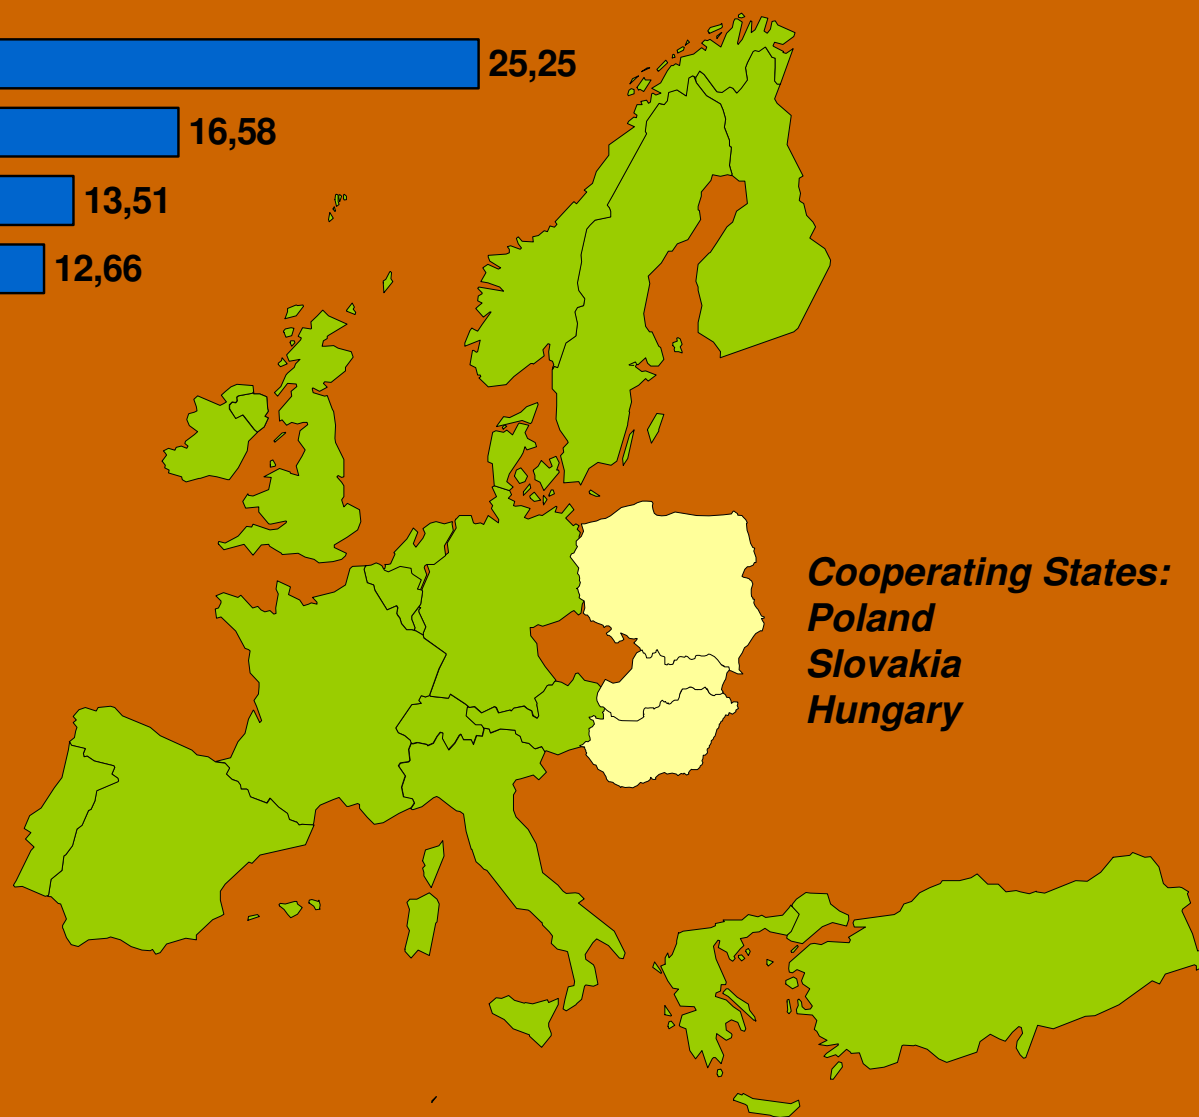 25,25
16,58
13,51
12,66
Cooperating States:
Poland
Slovakia
Hungary